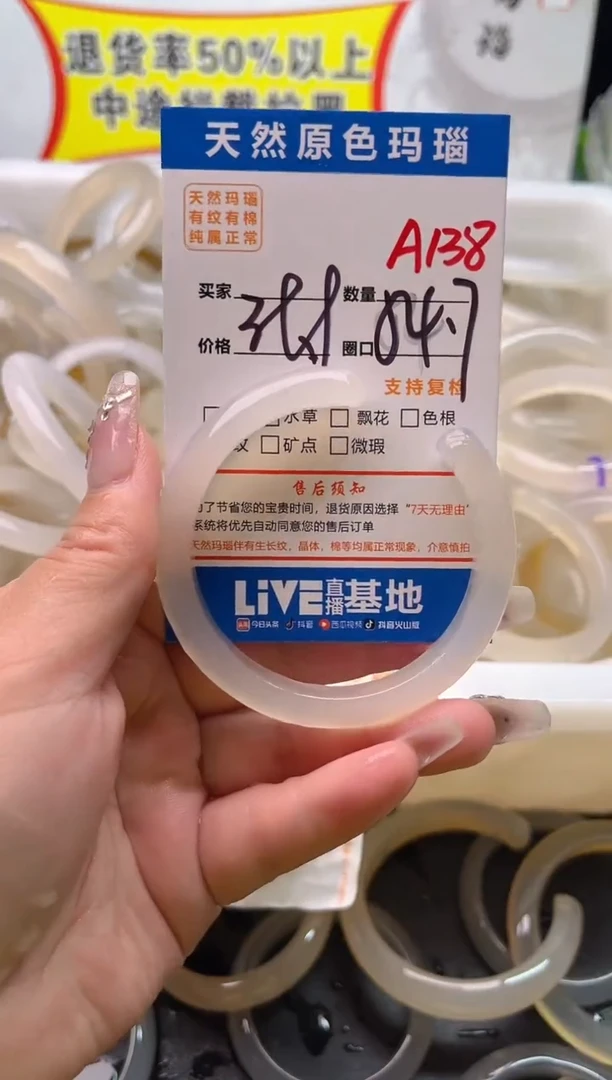 退货率50%以上
中途
天然原色玛瑙
天然玛瑙
有纹有棉
纯属正常
A138
买家
数量
价格
圈口
支持复检
水草 飘花 色根
纹 矿点 微瑕
售后须知
为了节省您的宝贵时间，退货原因选择“7天无理由”
系统将优先自动同意您的售后订单
天然玛瑙伴有生长纹，晶体，棉等均属正常现象，介意慎拍
LiVE直播基地
今日头条 抖音 西瓜视频 抖音火山版